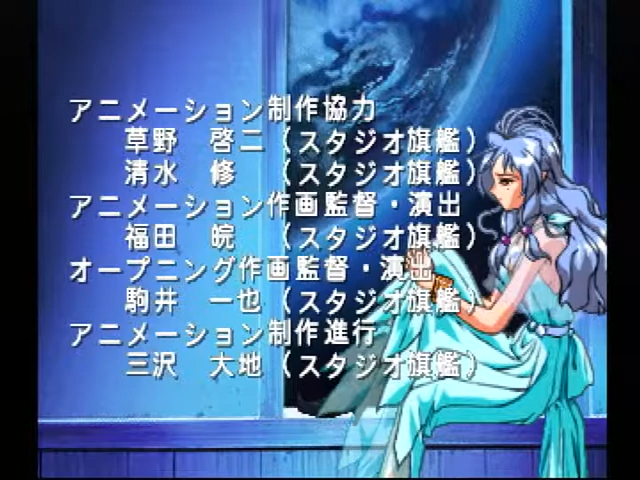 アニメーション制作協力
草野　啓二（スタジオ旗艦）
清水　修　（スタジオ旗艦）
アニメーション作画監督・演出
福田　皖　（スタジオ旗艦）
オープニング作画監督・演出
駒井　一也（スタジオ旗艦）
アニメーション制作進行
三沢　大地（スタジオ旗艦）